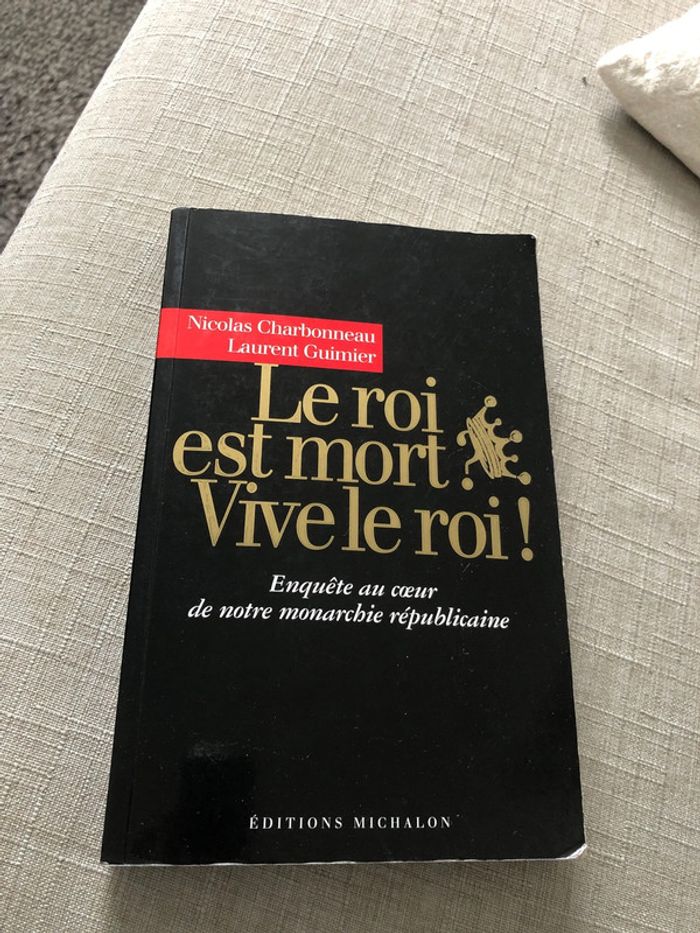 Nicolas Charbonneau
Laurent Guimier
Le roi
est mort ?
Vive le roi !
Enquête au cœur
de notre monarchie républicaine
ÉDITIONS MICHALON